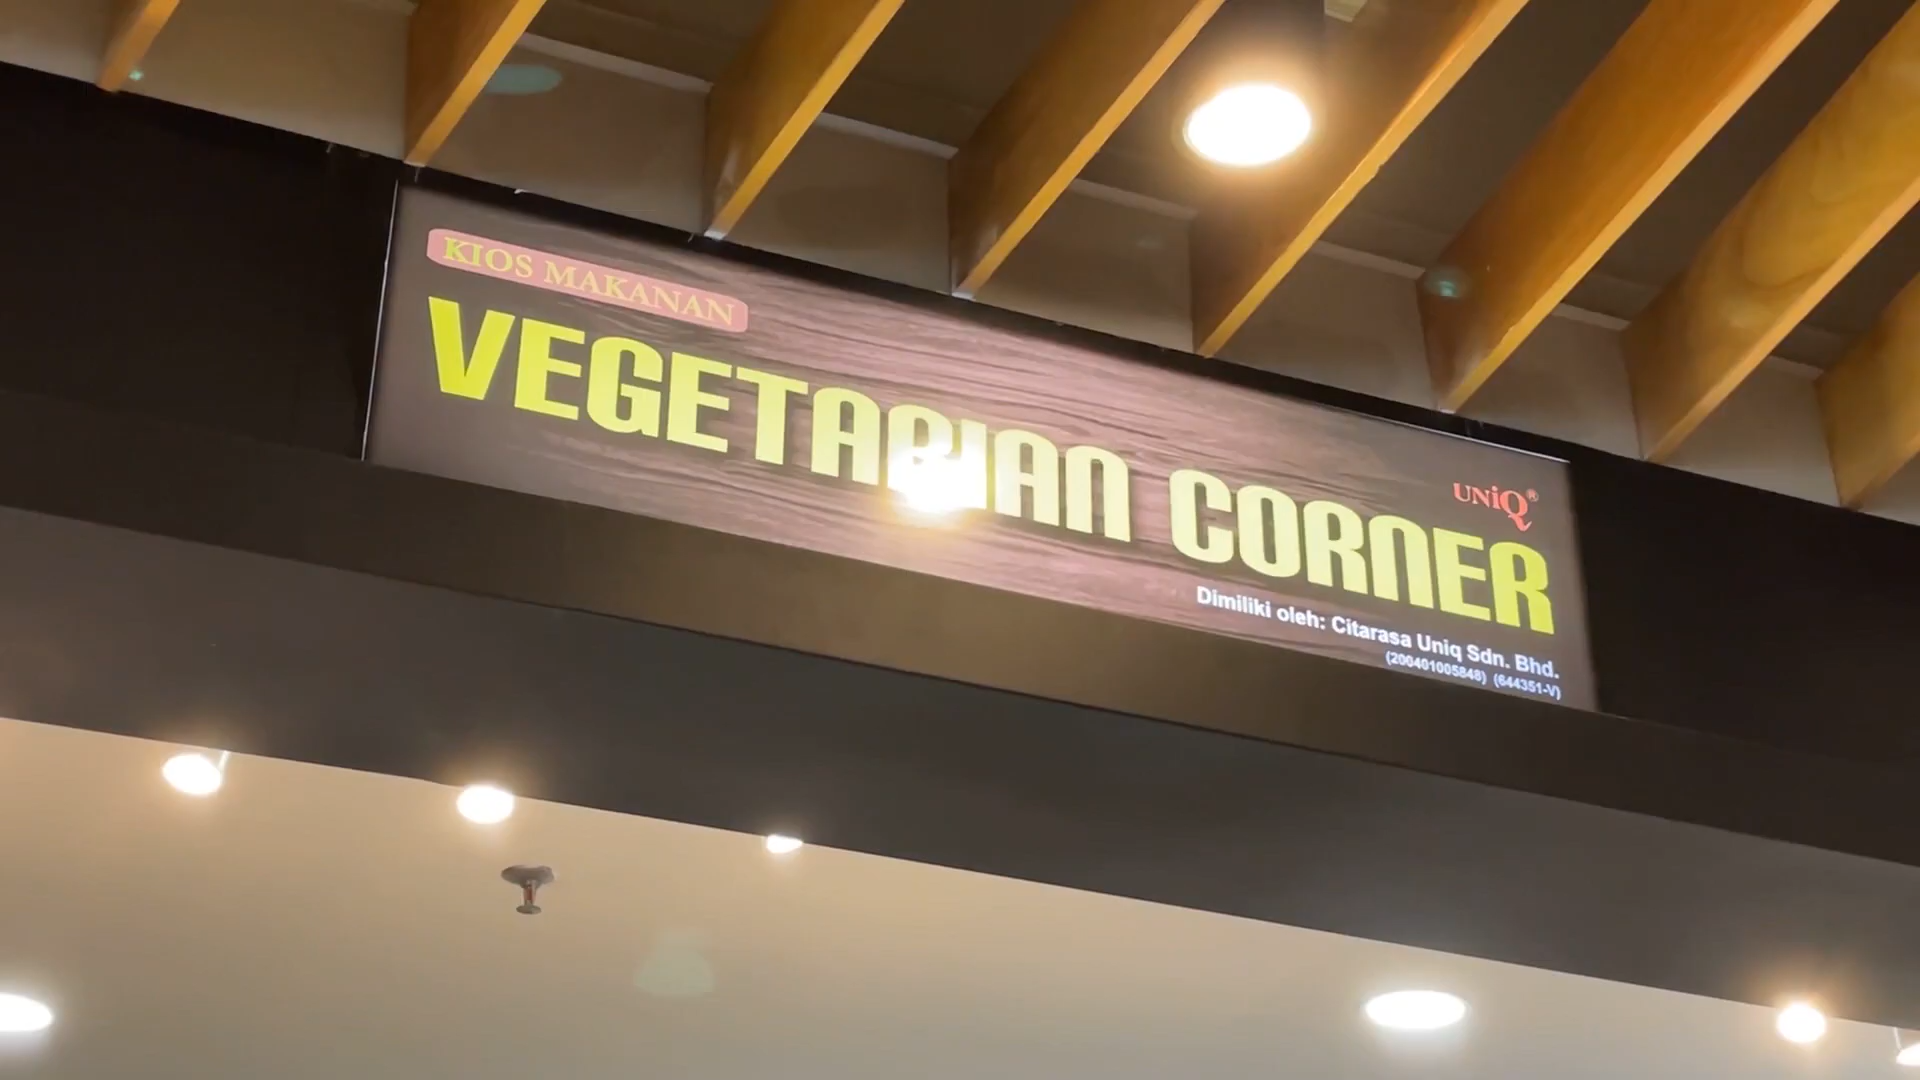 KIOS MAKANAN
VEGETARIAN CORNER
UNiQ®
Dimiliki oleh: Citarasa Uniq Sdn. Bhd.
(200401005848) (644351-V)